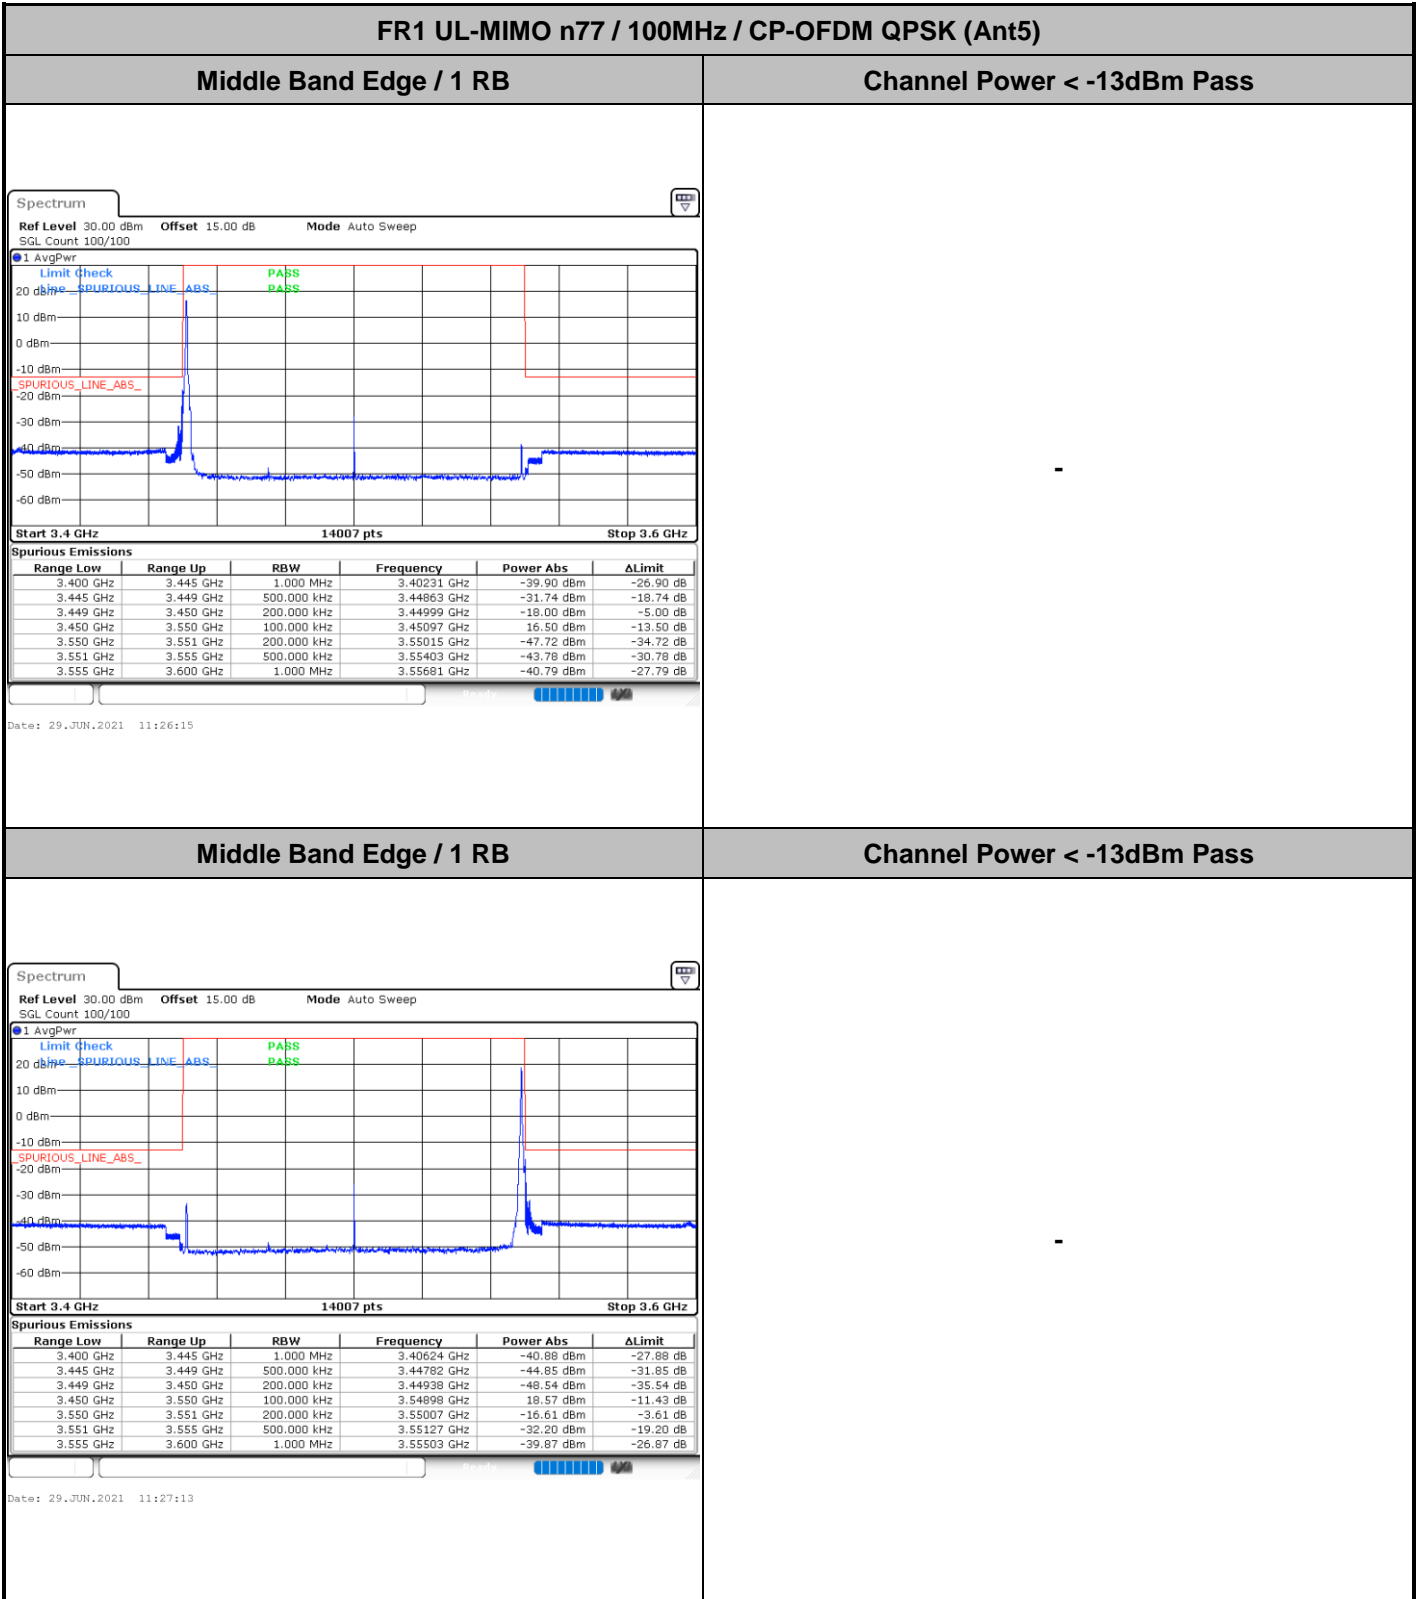 FR1 UL-MIMO n77 / 100MHz / CP-OFDM QPSK (Ant5)
Middle Band Edge / 1 RB
Channel Power < -13dBm Pass
Spectrum
Ref Level 30.00 dBm Offset 15.00 dB Mode Auto Sweep
SGL Count 100/100
1 AvgPwr
Limit Check PASS
Line _SPURIOUS_LINE_ABS_ PASS
20 dBm
10 dBm
0 dBm
-10 dBm
_SPURIOUS_LINE_ABS_
-20 dBm
-30 dBm
-40 dBm
-50 dBm
-60 dBm
Start 3.4 GHz 14007 pts Stop 3.6 GHz
Spurious Emissions
Range Low Range Up RBW Frequency Power Abs ΔLimit
3.400 GHz 3.445 GHz 1.000 MHz 3.40231 GHz -39.90 dBm -26.90 dB
3.445 GHz 3.449 GHz 500.000 kHz 3.44863 GHz -31.74 dBm -18.74 dB
3.449 GHz 3.450 GHz 200.000 kHz 3.44999 GHz -18.00 dBm -5.00 dB
3.450 GHz 3.550 GHz 100.000 kHz 3.45097 GHz 16.50 dBm -13.50 dB
3.550 GHz 3.551 GHz 200.000 kHz 3.55015 GHz -47.72 dBm -34.72 dB
3.551 GHz 3.555 GHz 500.000 kHz 3.55403 GHz -43.78 dBm -30.78 dB
3.555 GHz 3.600 GHz 1.000 MHz 3.55681 GHz -40.79 dBm -27.79 dB
Ready
Date: 29.JUN.2021 11:26:15
-
Middle Band Edge / 1 RB
Channel Power < -13dBm Pass
Spectrum
Ref Level 30.00 dBm Offset 15.00 dB Mode Auto Sweep
SGL Count 100/100
1 AvgPwr
Limit Check PASS
Line _SPURIOUS_LINE_ABS_ PASS
20 dBm
10 dBm
0 dBm
-10 dBm
_SPURIOUS_LINE_ABS_
-20 dBm
-30 dBm
-40 dBm
-50 dBm
-60 dBm
Start 3.4 GHz 14007 pts Stop 3.6 GHz
Spurious Emissions
Range Low Range Up RBW Frequency Power Abs ΔLimit
3.400 GHz 3.445 GHz 1.000 MHz 3.40624 GHz -40.88 dBm -27.88 dB
3.445 GHz 3.449 GHz 500.000 kHz 3.44782 GHz -44.85 dBm -31.85 dB
3.449 GHz 3.450 GHz 200.000 kHz 3.44938 GHz -48.54 dBm -35.54 dB
3.450 GHz 3.550 GHz 100.000 kHz 3.54898 GHz 18.57 dBm -11.43 dB
3.550 GHz 3.551 GHz 200.000 kHz 3.55007 GHz -16.61 dBm -3.61 dB
3.551 GHz 3.555 GHz 500.000 kHz 3.55127 GHz -32.20 dBm -19.20 dB
3.555 GHz 3.600 GHz 1.000 MHz 3.55503 GHz -39.87 dBm -26.87 dB
Ready
Date: 29.JUN.2021 11:27:13
-